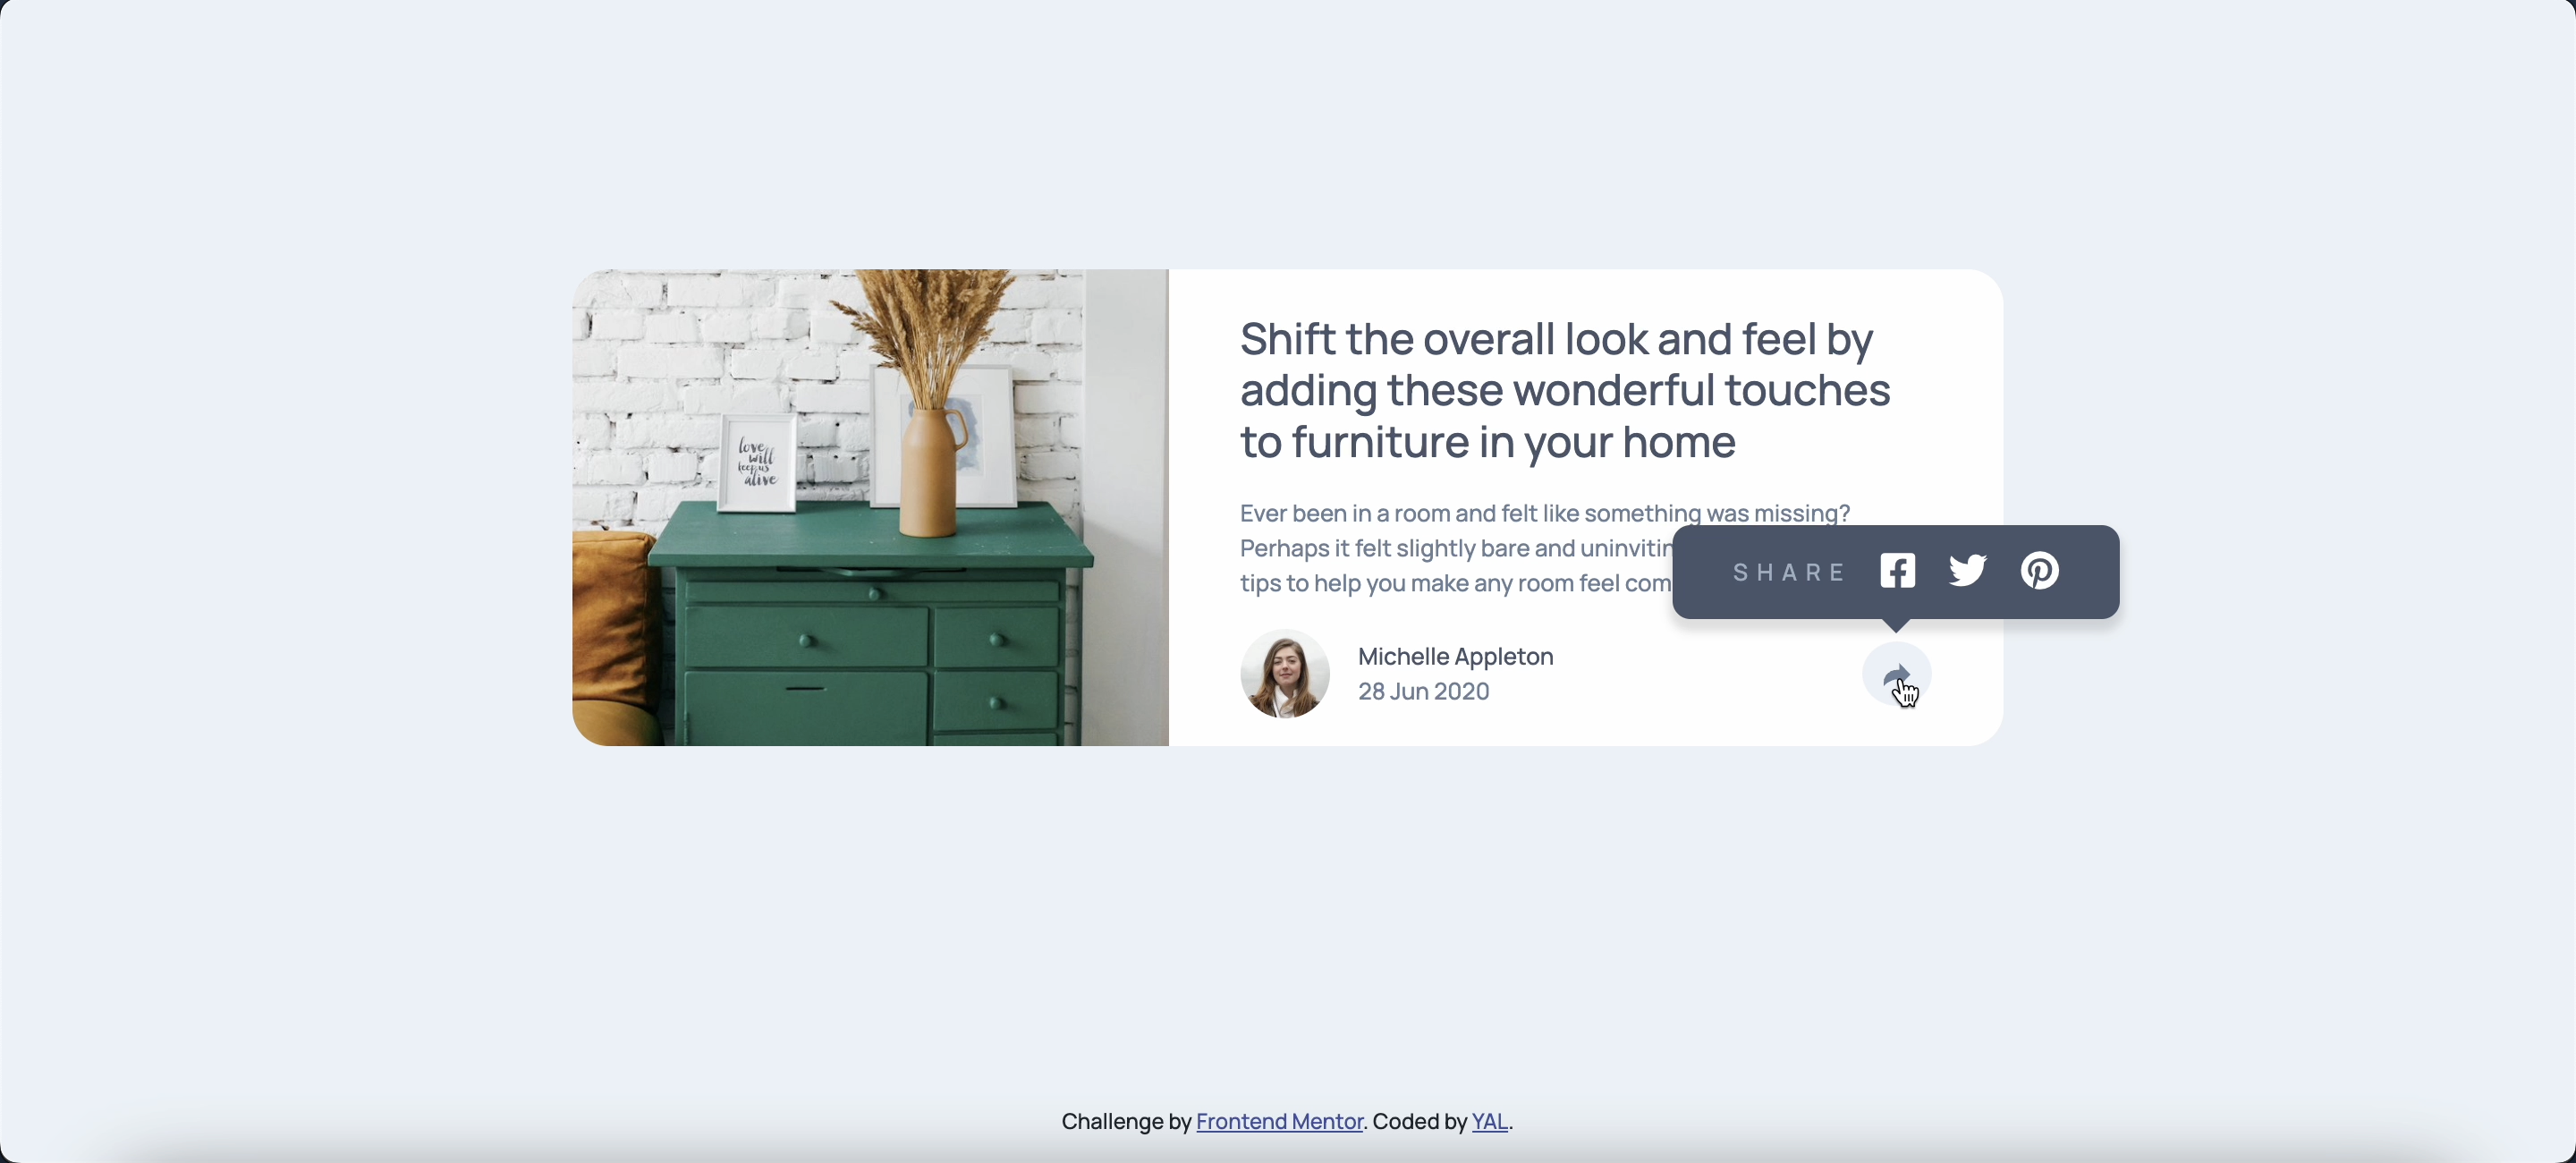 Shift the overall look and feel by
adding these wonderful touches
to furniture in your home
Ever been in a room and felt like something was missing?
Perhaps it felt slightly bare and uninvitin
tips to help you make any room feel com
SHARE
Michelle Appleton
28 Jun 2020
love
will
keep us
alive
Challenge by Frontend Mentor. Coded by YAL.